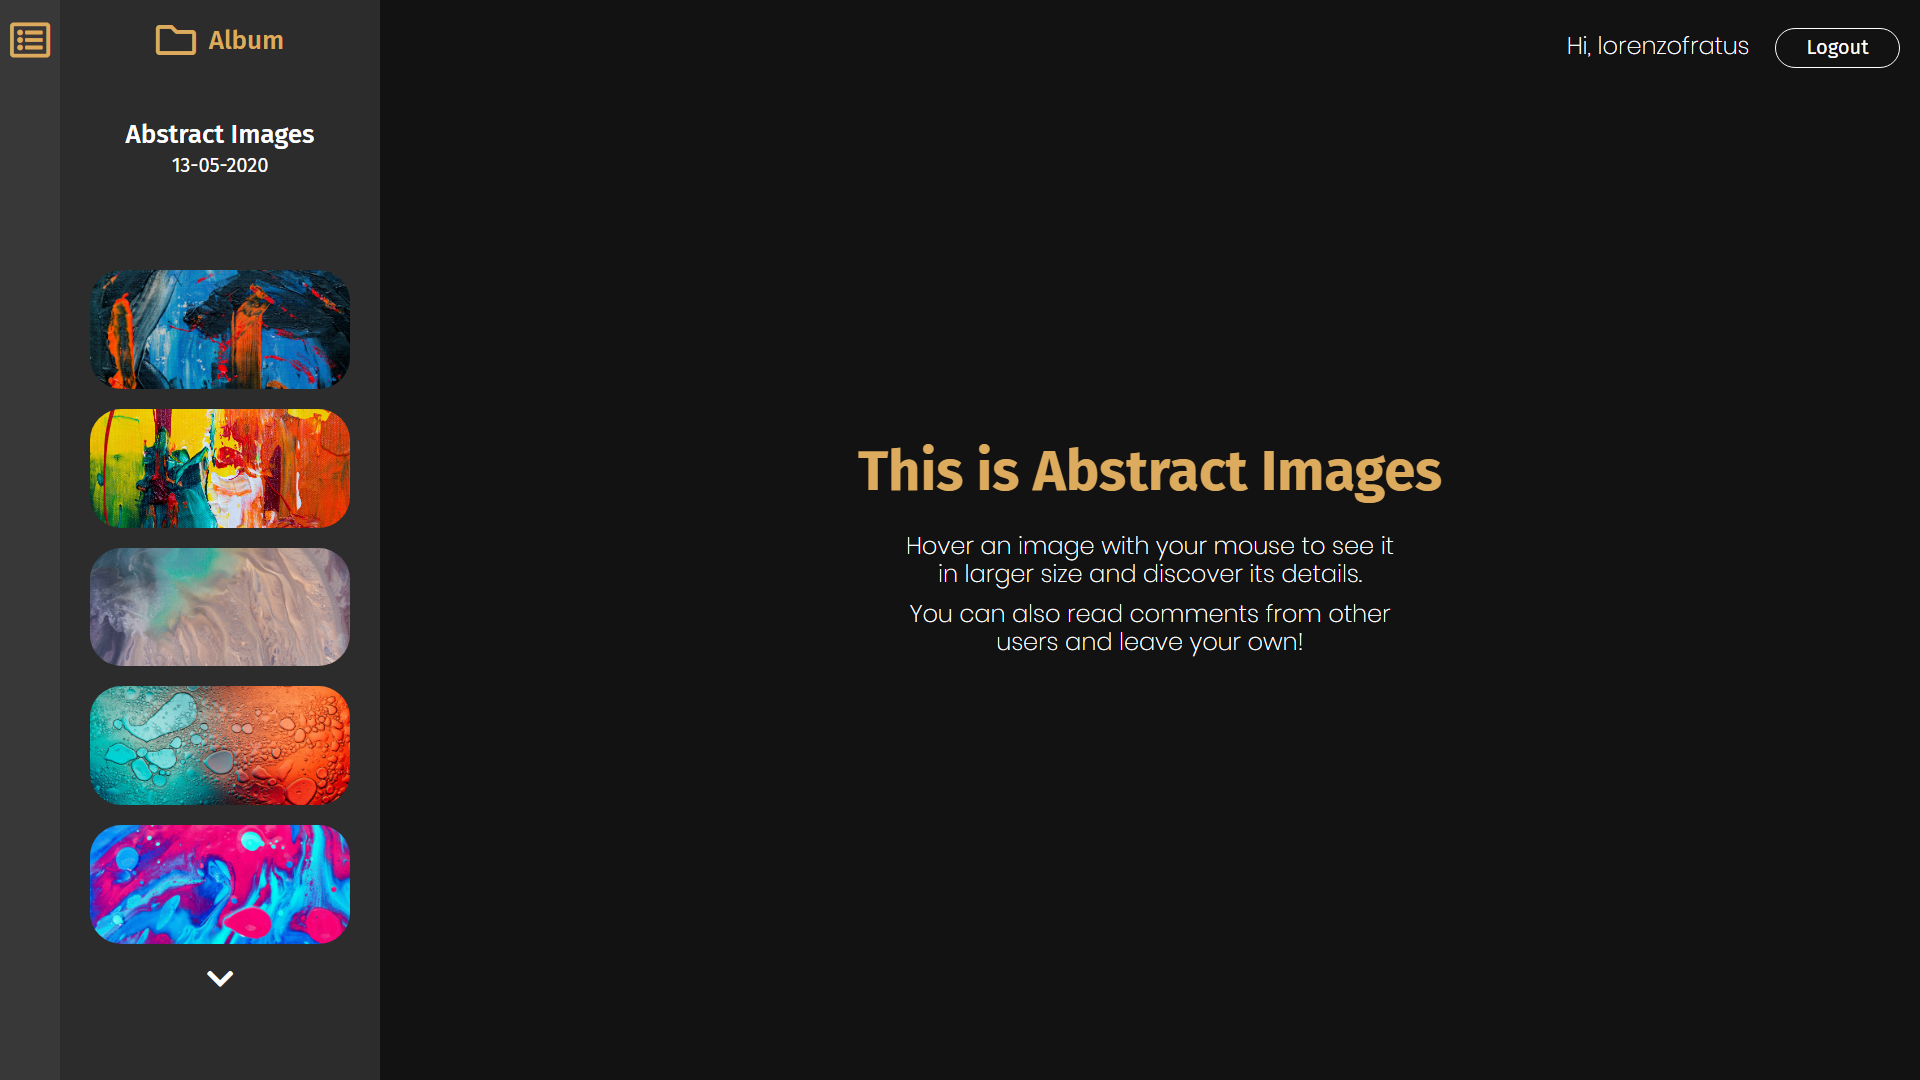 Album
Hi, lorenzofratus
Logout
Abstract Images
13-05-2020
This is Abstract Images
Hover an image with your mouse to see it
in larger size and discover its details.
You can also read comments from other
users and leave your own!